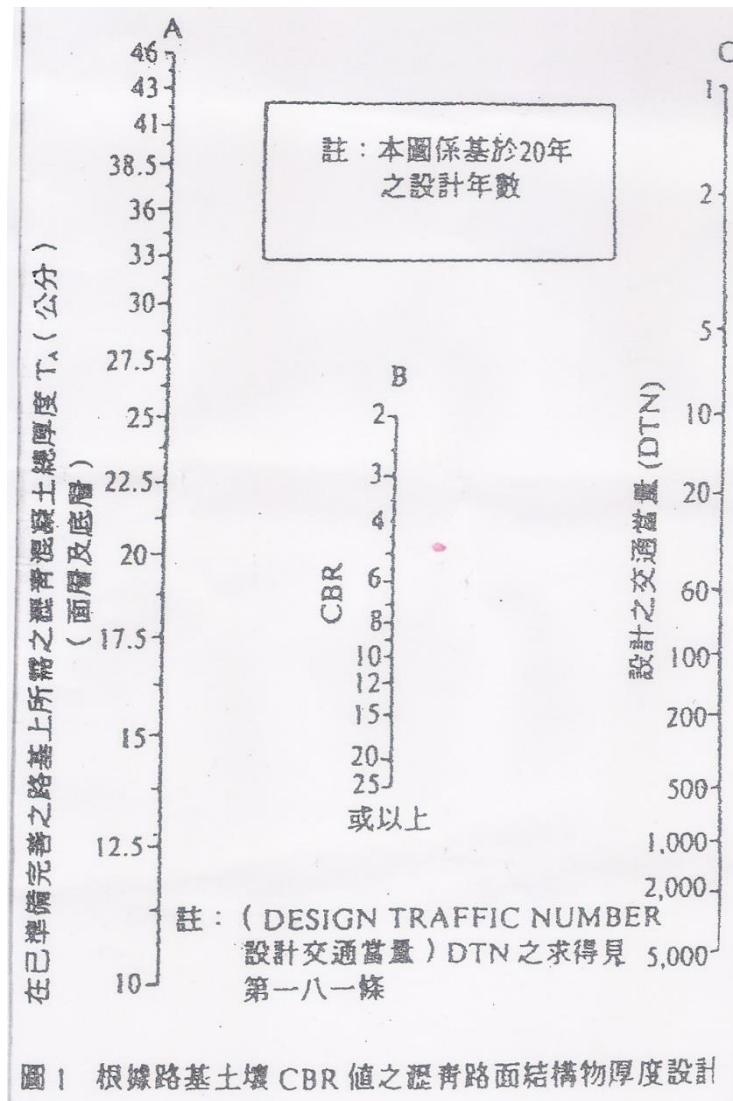 A
46
43
41
38.5
36
33
30
27.5
25
22.5
20
17.5
15
12.5
10
在已準備完善之路基上所需之瀝青混凝土總厚度 TA ( 公分 )
( 面層及底層 )
註：本圖係基於20年
之設計年數
B
2
3
4
6
8
10
12
15
20
25
或以上
CBR
C
1
2
5
10
20
60
100
200
500
1,000
2,000
5,000
設計之交通當量 (DTN)
註： ( DESIGN TRAFFIC NUMBER
設計交通當量 ) DTN 之求得見
第一八一條
圖 1 根據路基土壤 CBR 值之瀝青路面結構物厚度設計